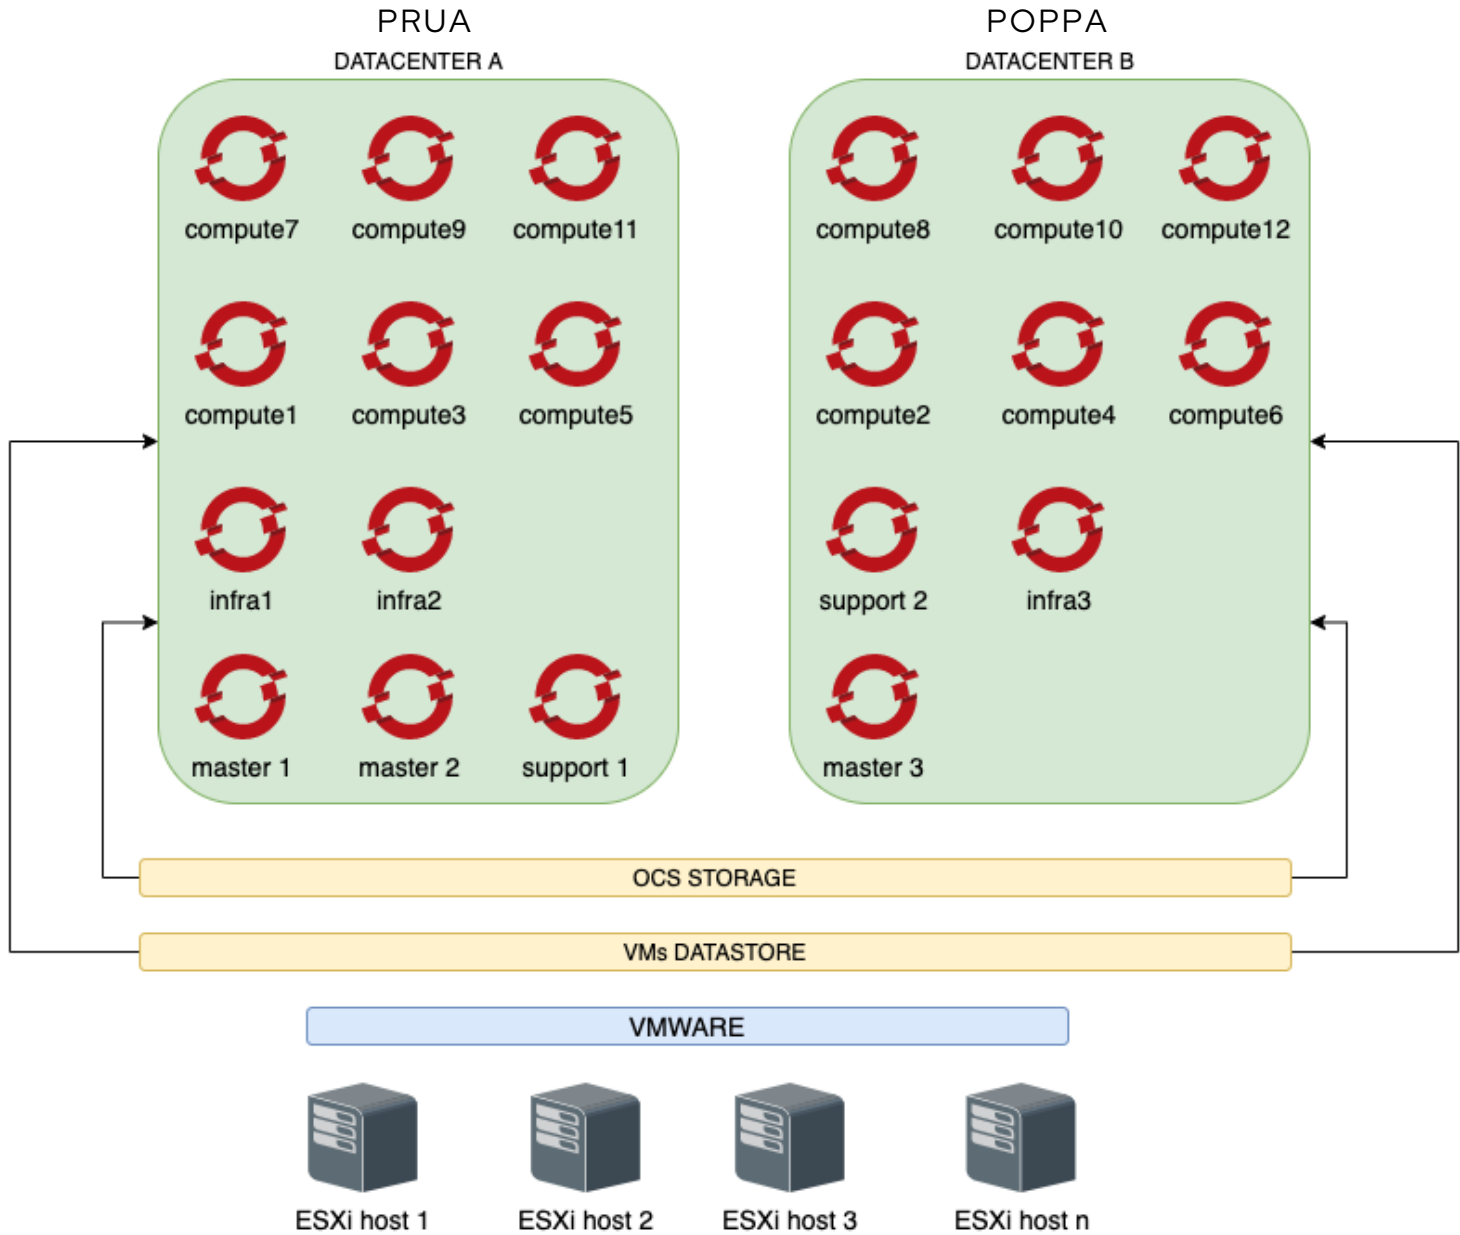 PRUA
DATACENTER A
compute7 compute9 compute11
compute1 compute3 compute5
infra1 infra2
master 1 master 2 support 1
POPPA
DATACENTER B
compute8 compute10 compute12
compute2 compute4 compute6
support 2 infra3
master 3
OCS STORAGE
VMs DATASTORE
VMWARE
ESXi host 1 ESXi host 2 ESXi host 3 ESXi host n